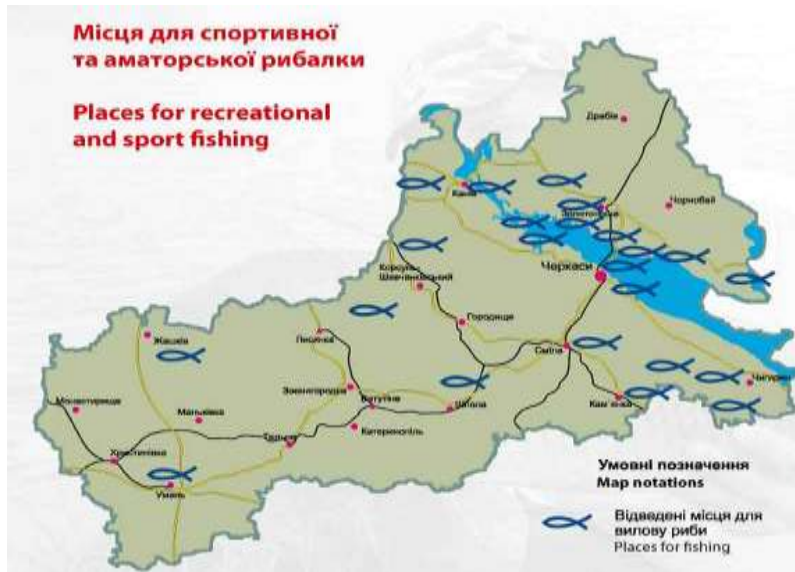 Місця для спортивної
та аматорської рибалки
Places for recreational
and sport fishing
Драбів
Канів
Чорнобай
Золотоноша
Черкаси
Корсунь-
Шевченківський
Городище
Жашків
Лисянка
Сміла
Чигирин
Звенигородка
Ватутіне
Шпола
Кам'янка
Монастирище
Маньківка
Катеринопіль
Тальне
Христинівка
Умань
Умовні позначення
Map notations
Відведені місця для
вилову риби
Places for fishing